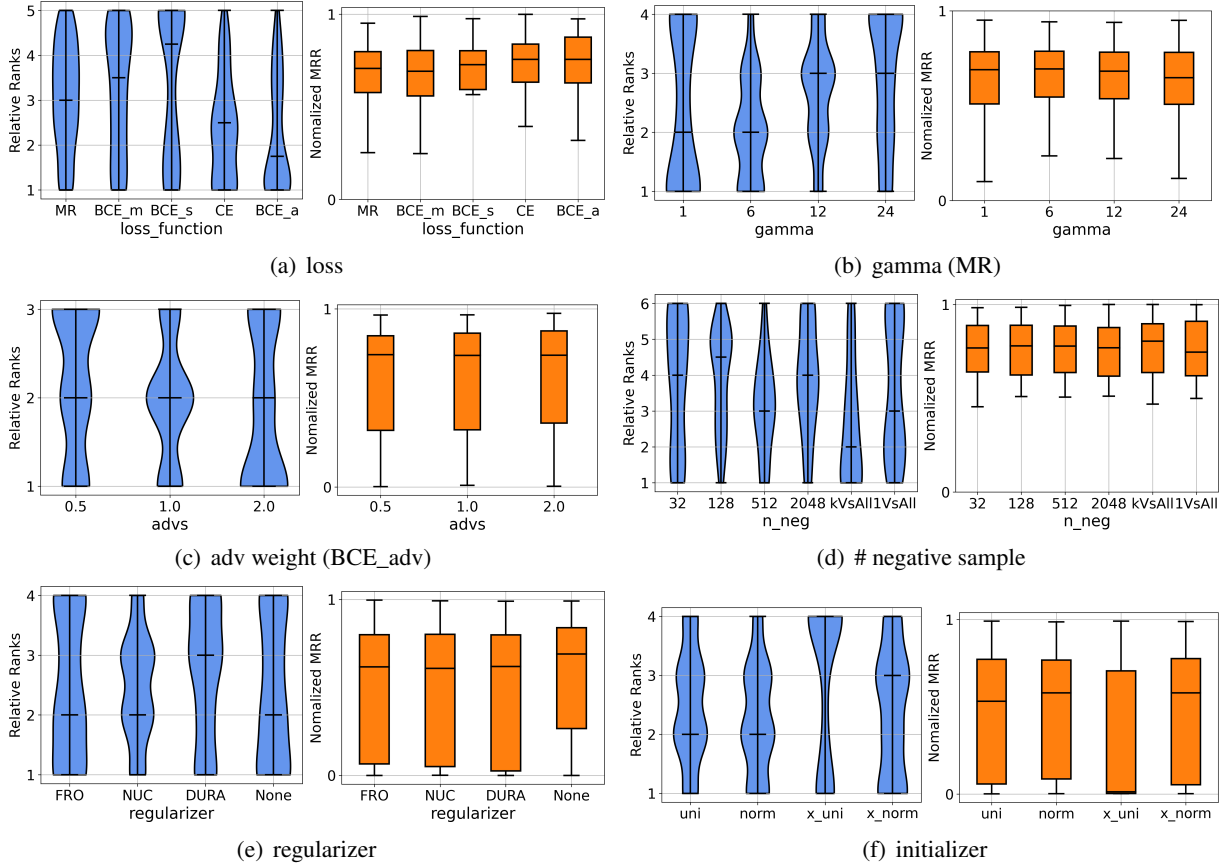 Relative Ranks
5
4
3
2
1
MR BCE_m BCE_s CE BCE_a
loss_function
Nomalized MRR
1
0
MR BCE_m BCE_s CE BCE_a
loss_function
(a) loss
Relative Ranks
4
3
2
1
1 6 12 24
gamma
Nomalized MRR
1
0
1 6 12 24
gamma
(b) gamma (MR)
Relative Ranks
3
2
1
0.5 1.0 2.0
advs
Nomalized MRR
1
0
0.5 1.0 2.0
advs
(c) adv weight (BCE_adv)
Relative Ranks
6
5
4
3
2
1
32 128 512 2048 kVsAll 1VsAll
n_neg
Nomalized MRR
1
0
32 128 512 2048 kVsAll 1VsAll
n_neg
(d) # negative sample
Relative Ranks
4
3
2
1
FRO NUC DURA None
regularizer
Nomalized MRR
1
0
FRO NUC DURA None
regularizer
(e) regularizer
Relative Ranks
4
3
2
1
uni norm x_uni x_norm
Nomalized MRR
1
0
uni norm x_uni x_norm
(f) initializer